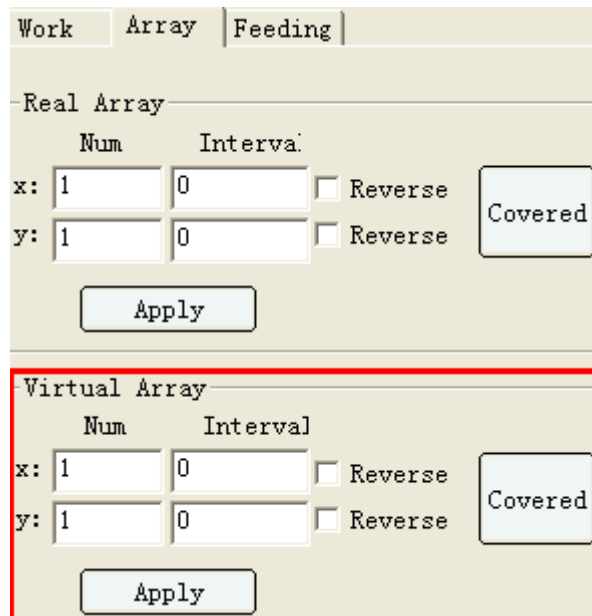 Work Array Feeding
Real Array
Num Interval
x: 1 0 Reverse
Covered
y: 1 0 Reverse
Apply
Virtual Array
Num Interval
x: 1 0 Reverse
Covered
y: 1 0 Reverse
Apply